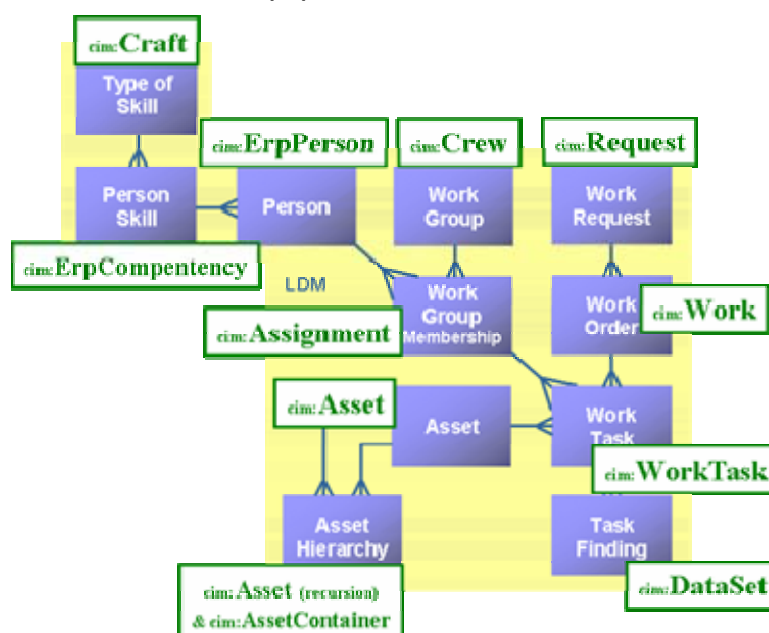 cim:Craft
Type of
Skill
cim:ErpPerson
cim:Crew
cim:Request
Person
Skill
Person
Work
Group
Work
Request
cim:ErpCompentency
LDM
Work
Group
Membership
Work
Order
cim:Work
cim:Assignment
cim:Asset
Asset
Work
Task
cim:WorkTask
Asset
Hierarchy
Task
Finding
cim:Asset (recursion)
& cim:AssetContainer
cim:DataSet